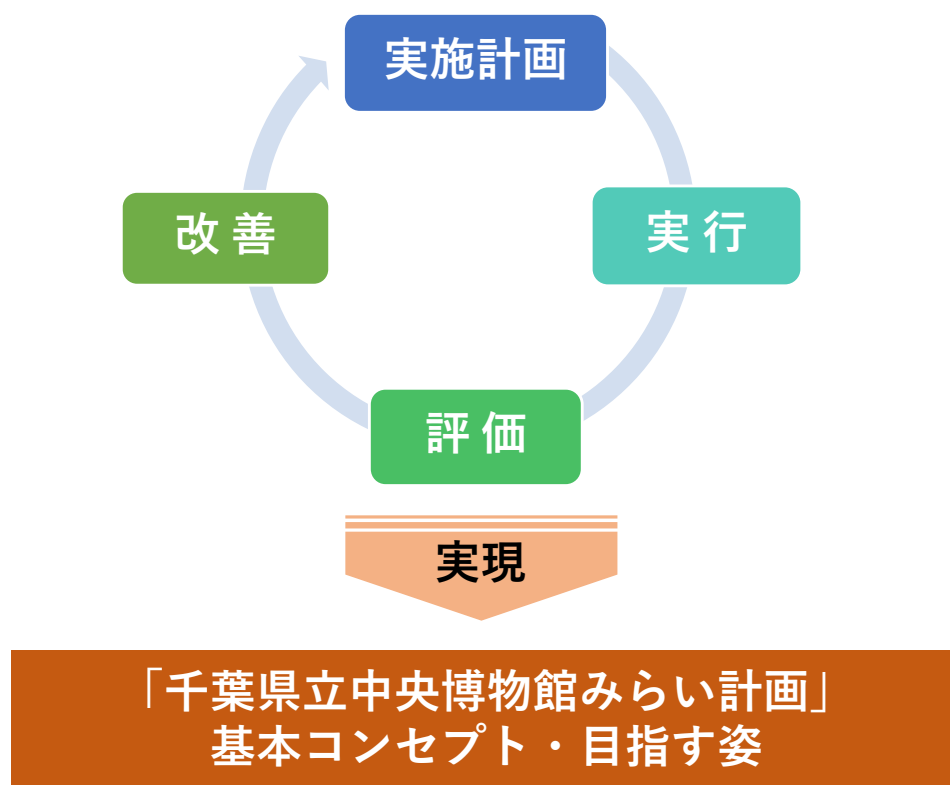 実施計画
改 善
実 行
評 価
実現
「千葉県立中央博物館みらい計画」
基本コンセプト・目指す姿